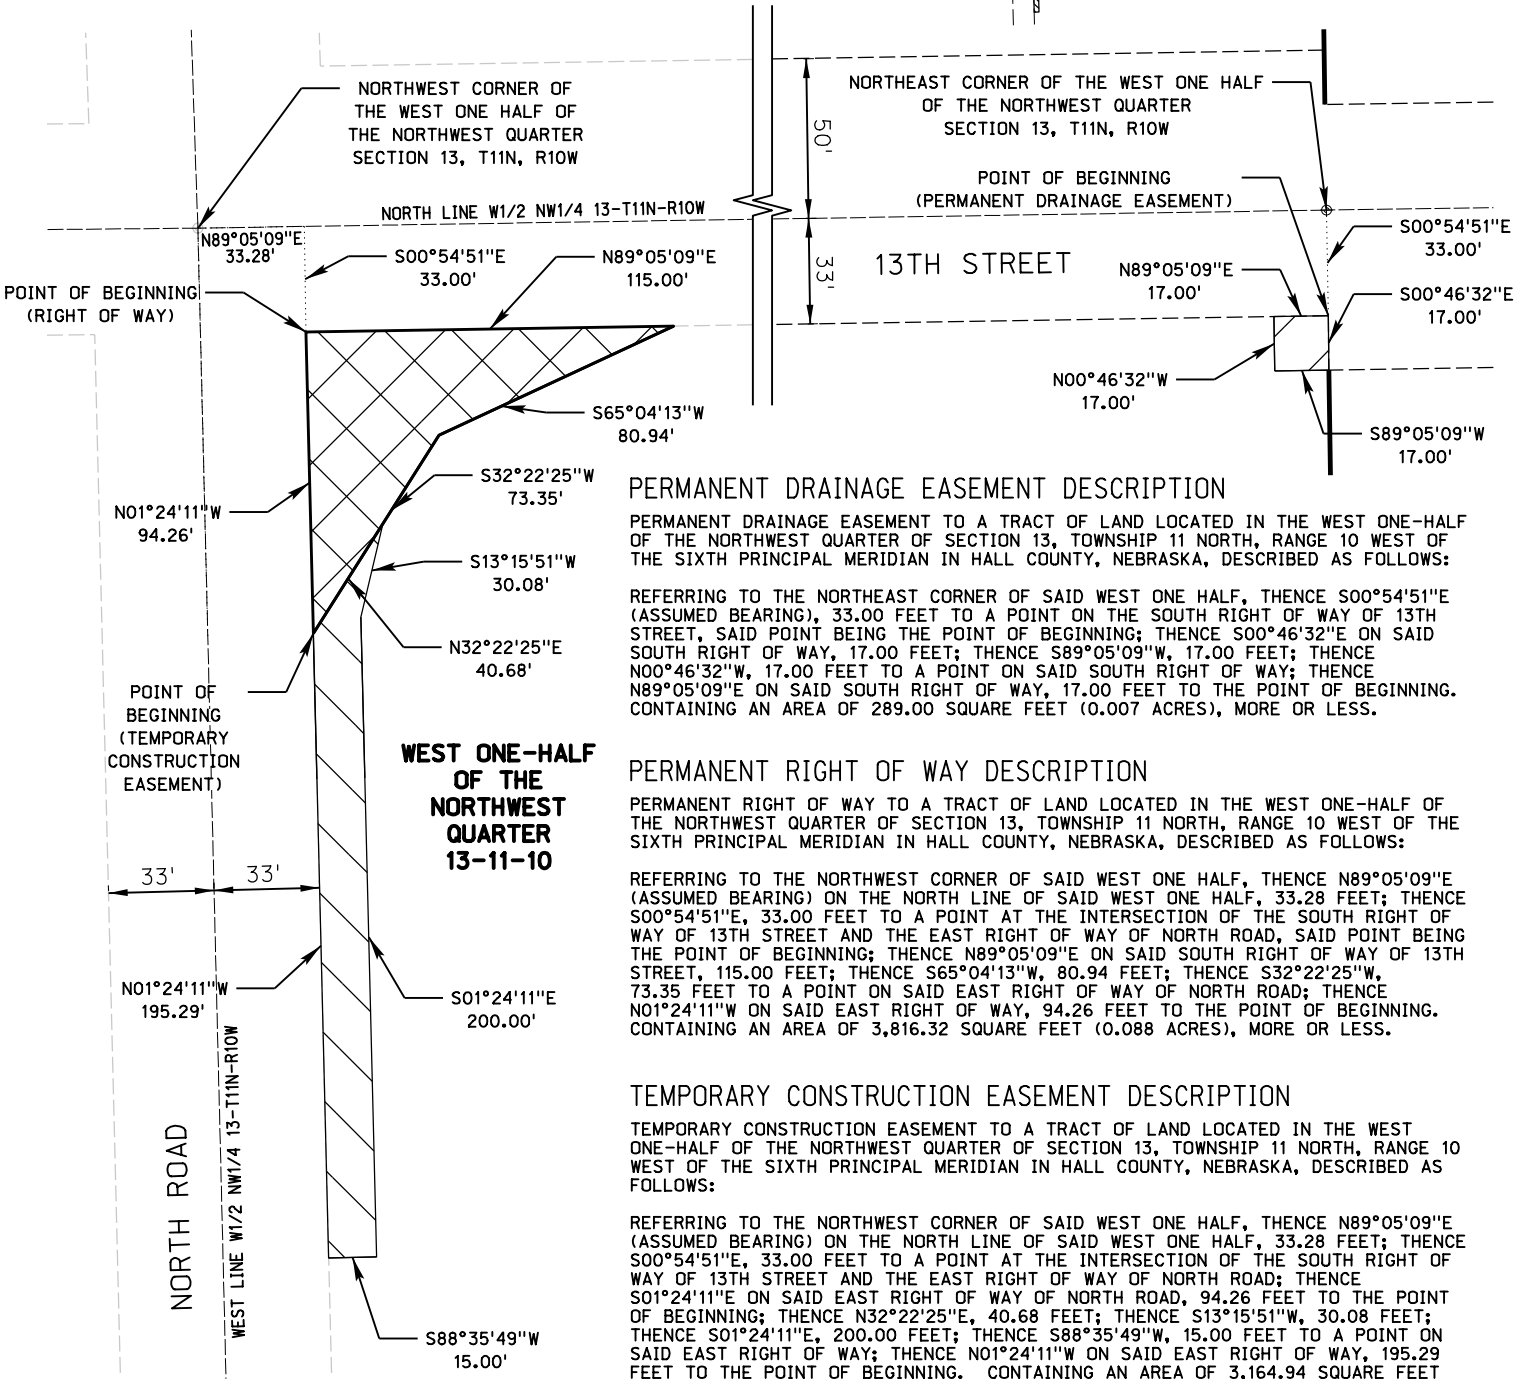 NORTHWEST CORNER OF
THE WEST ONE HALF OF
THE NORTHWEST QUARTER
SECTION 13, T11N, R10W
NORTHEAST CORNER OF THE WEST ONE HALF
OF THE NORTHWEST QUARTER
SECTION 13, T11N, R10W
50'
POINT OF BEGINNING
(PERMANENT DRAINAGE EASEMENT)
NORTH LINE W1/2 NW1/4 13-T11N-R10W
N89°05'09"E
33.28'
S00°54'51"E
33.00'
N89°05'09"E
115.00'
33'
13TH STREET
N89°05'09"E
17.00'
S00°54'51"E
33.00'
S00°46'32"E
17.00'
POINT OF BEGINNING
(RIGHT OF WAY)
N00°46'32"W
17.00'
S89°05'09"W
17.00'
S65°04'13"W
80.94'
S32°22'25"W
73.35'
N01°24'11"W
94.26'
S13°15'51"W
30.08'
N32°22'25"E
40.68'
POINT OF
BEGINNING
(TEMPORARY
CONSTRUCTION
EASEMENT)
WEST ONE-HALF
OF THE
NORTHWEST
QUARTER
13-11-10
33'
33'
N01°24'11"W
195.29'
S01°24'11"E
200.00'
NORTH ROAD
WEST LINE W1/2 NW1/4 13-T11N-R10W
S88°35'49"W
15.00'
PERMANENT DRAINAGE EASEMENT DESCRIPTION
PERMANENT DRAINAGE EASEMENT TO A TRACT OF LAND LOCATED IN THE WEST ONE-HALF
OF THE NORTHWEST QUARTER OF SECTION 13, TOWNSHIP 11 NORTH, RANGE 10 WEST OF
THE SIXTH PRINCIPAL MERIDIAN IN HALL COUNTY, NEBRASKA, DESCRIBED AS FOLLOWS:
REFERRING TO THE NORTHEAST CORNER OF SAID WEST ONE HALF, THENCE S00°54'51"E
(ASSUMED BEARING), 33.00 FEET TO A POINT ON THE SOUTH RIGHT OF WAY OF 13TH
STREET, SAID POINT BEING THE POINT OF BEGINNING; THENCE S00°46'32"E ON SAID
SOUTH RIGHT OF WAY, 17.00 FEET; THENCE S89°05'09"W, 17.00 FEET; THENCE
N00°46'32"W, 17.00 FEET TO A POINT ON SAID SOUTH RIGHT OF WAY; THENCE
N89°05'09"E ON SAID SOUTH RIGHT OF WAY, 17.00 FEET TO THE POINT OF BEGINNING.
CONTAINING AN AREA OF 289.00 SQUARE FEET (0.007 ACRES), MORE OR LESS.
PERMANENT RIGHT OF WAY DESCRIPTION
PERMANENT RIGHT OF WAY TO A TRACT OF LAND LOCATED IN THE WEST ONE-HALF OF
THE NORTHWEST QUARTER OF SECTION 13, TOWNSHIP 11 NORTH, RANGE 10 WEST OF THE
SIXTH PRINCIPAL MERIDIAN IN HALL COUNTY, NEBRASKA, DESCRIBED AS FOLLOWS:
REFERRING TO THE NORTHWEST CORNER OF SAID WEST ONE HALF, THENCE N89°05'09"E
(ASSUMED BEARING) ON THE NORTH LINE OF SAID WEST ONE HALF, 33.28 FEET; THENCE
S00°54'51"E, 33.00 FEET TO A POINT AT THE INTERSECTION OF THE SOUTH RIGHT OF
WAY OF 13TH STREET AND THE EAST RIGHT OF WAY OF NORTH ROAD, SAID POINT BEING
THE POINT OF BEGINNING; THENCE N89°05'09"E ON SAID SOUTH RIGHT OF WAY OF 13TH
STREET, 115.00 FEET; THENCE S65°04'13"W, 80.94 FEET; THENCE S32°22'25"W,
73.35 FEET TO A POINT ON SAID EAST RIGHT OF WAY OF NORTH ROAD; THENCE
N01°24'11"W ON SAID EAST RIGHT OF WAY, 94.26 FEET TO THE POINT OF BEGINNING.
CONTAINING AN AREA OF 3,816.32 SQUARE FEET (0.088 ACRES), MORE OR LESS.
TEMPORARY CONSTRUCTION EASEMENT DESCRIPTION
TEMPORARY CONSTRUCTION EASEMENT TO A TRACT OF LAND LOCATED IN THE WEST
ONE-HALF OF THE NORTHWEST QUARTER OF SECTION 13, TOWNSHIP 11 NORTH, RANGE 10
WEST OF THE SIXTH PRINCIPAL MERIDIAN IN HALL COUNTY, NEBRASKA, DESCRIBED AS
FOLLOWS:
REFERRING TO THE NORTHWEST CORNER OF SAID WEST ONE HALF, THENCE N89°05'09"E
(ASSUMED BEARING) ON THE NORTH LINE OF SAID WEST ONE HALF, 33.28 FEET; THENCE
S00°54'51"E, 33.00 FEET TO A POINT AT THE INTERSECTION OF THE SOUTH RIGHT OF
WAY OF 13TH STREET AND THE EAST RIGHT OF WAY OF NORTH ROAD; THENCE
S01°24'11"E ON SAID EAST RIGHT OF WAY OF NORTH ROAD, 94.26 FEET TO THE POINT
OF BEGINNING; THENCE N32°22'25"E, 40.68 FEET; THENCE S13°15'51"W, 30.08 FEET;
THENCE S01°24'11"E, 200.00 FEET; THENCE S88°35'49"W, 15.00 FEET TO A POINT ON
SAID EAST RIGHT OF WAY; THENCE N01°24'11"W ON SAID EAST RIGHT OF WAY, 195.29
FEET TO THE POINT OF BEGINNING. CONTAINING AN AREA OF 3,164.94 SQUARE FEET